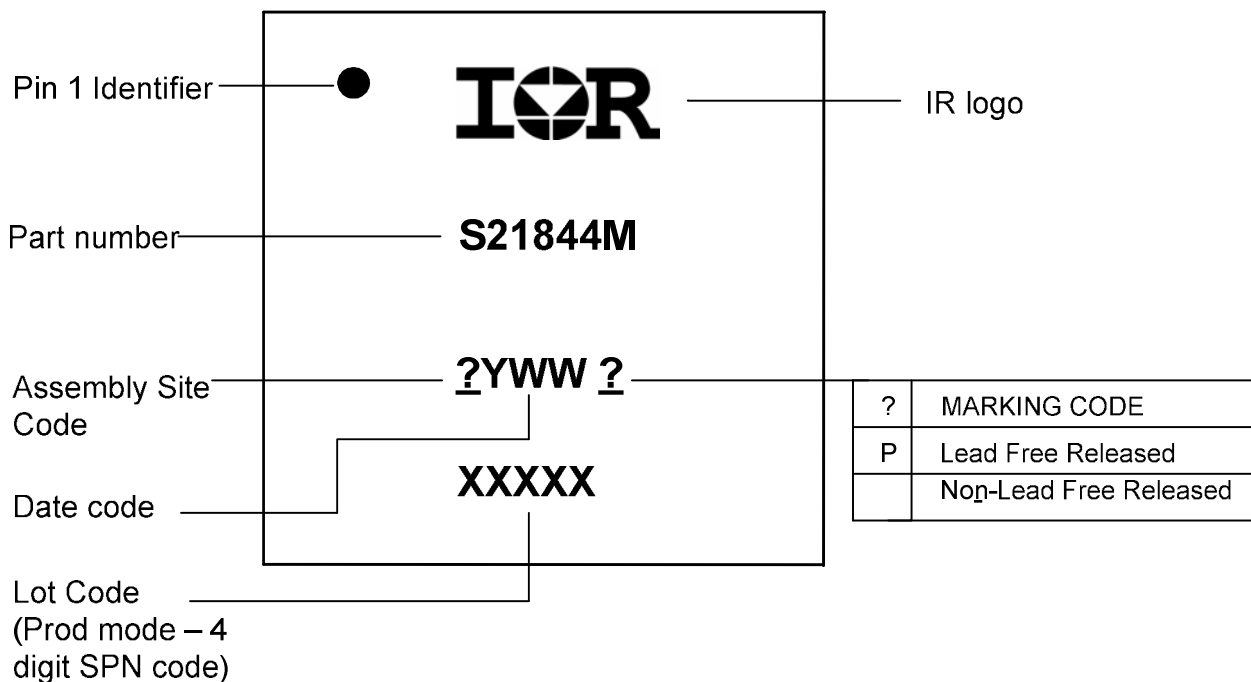 Pin 1 Identifier
IOR
IR logo
Part number
S21844M
Assembly Site
Code
?YWW ?
? MARKING CODE
P Lead Free Released
Non-Lead Free Released
Date code
XXXXX
Lot Code
(Prod mode – 4
digit SPN code)